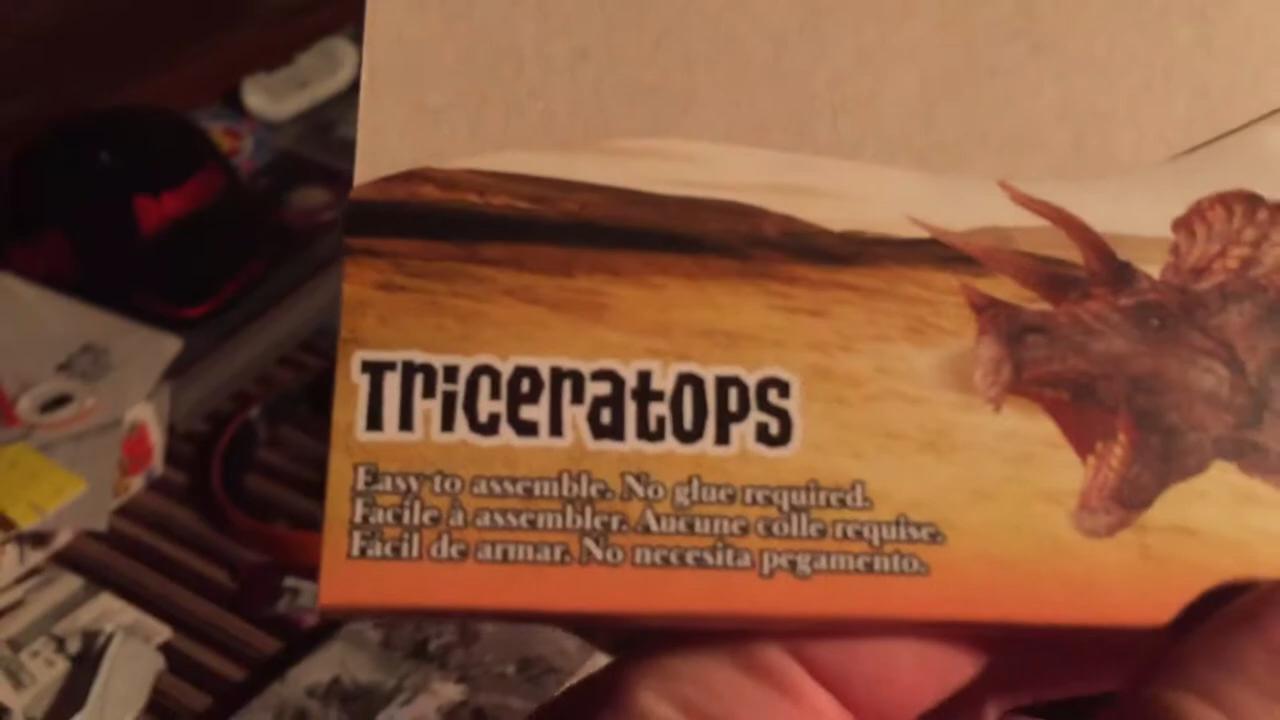 Triceratops
Easy to assemble. No glue required.
Facile à assembler. Aucune colle requise.
Fácil de armar. No necesita pegamento.